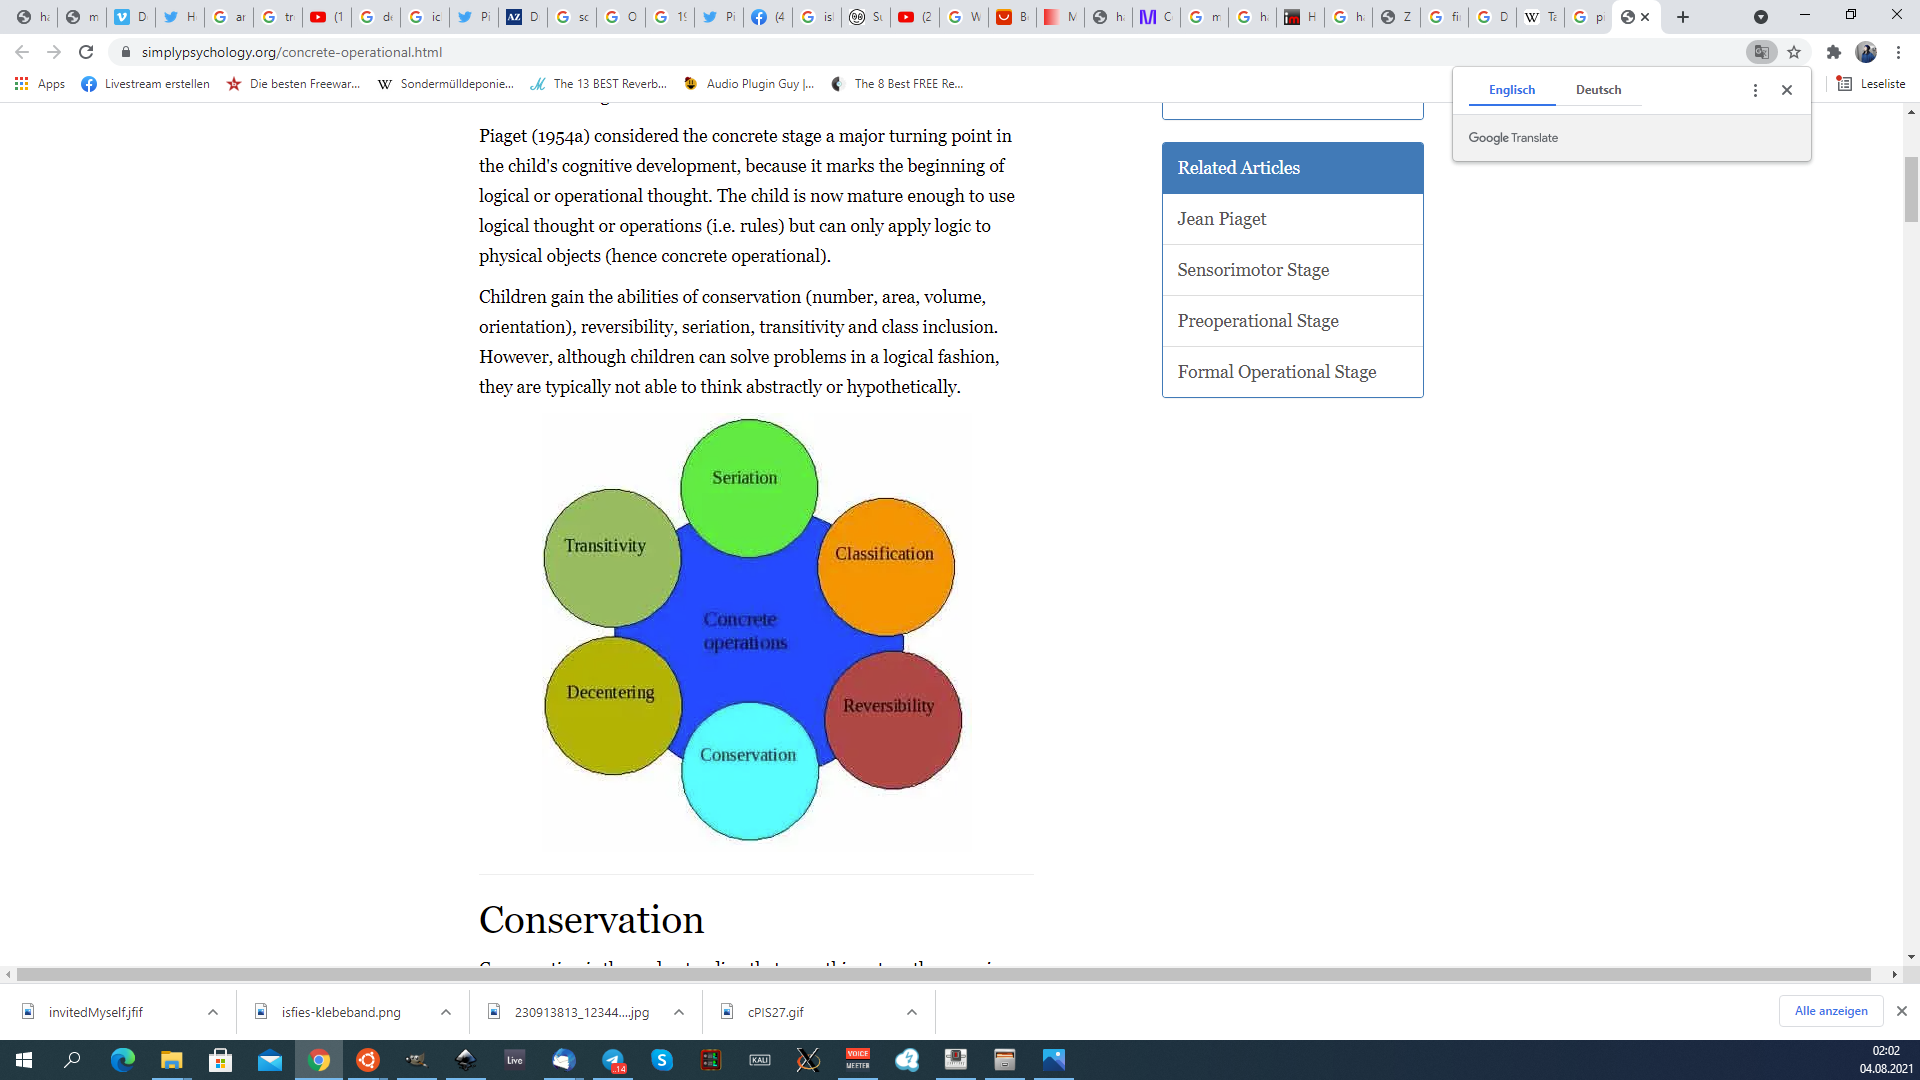 simplypsychology.org/concrete-operational.html
Apps
Livestream erstellen
Die besten Freewar...
Sondermülldeponie...
The 13 BEST Reverb...
Audio Plugin Guy |...
The 8 Best FREE Re...
Leseliste
Englisch
Deutsch
Google Translate
Piaget (1954a) considered the concrete stage a major turning point in
the child's cognitive development, because it marks the beginning of
logical or operational thought. The child is now mature enough to use
logical thought or operations (i.e. rules) but can only apply logic to
physical objects (hence concrete operational).
Children gain the abilities of conservation (number, area, volume,
orientation), reversibility, seriation, transitivity and class inclusion.
However, although children can solve problems in a logical fashion,
they are typically not able to think abstractly or hypothetically.
Related Articles
Jean Piaget
Sensorimotor Stage
Preoperational Stage
Formal Operational Stage
Seriation
Transitivity
Classification
Concrete
operations
Decentering
Reversibility
Conservation
Conservation
invitedMyself.jfif
isfies-klebeband.png
230913813_12344....jpg
cPIS27.gif
Alle anzeigen
Live
14
KALI
VOICE
MEETER
02:02
04.08.2021